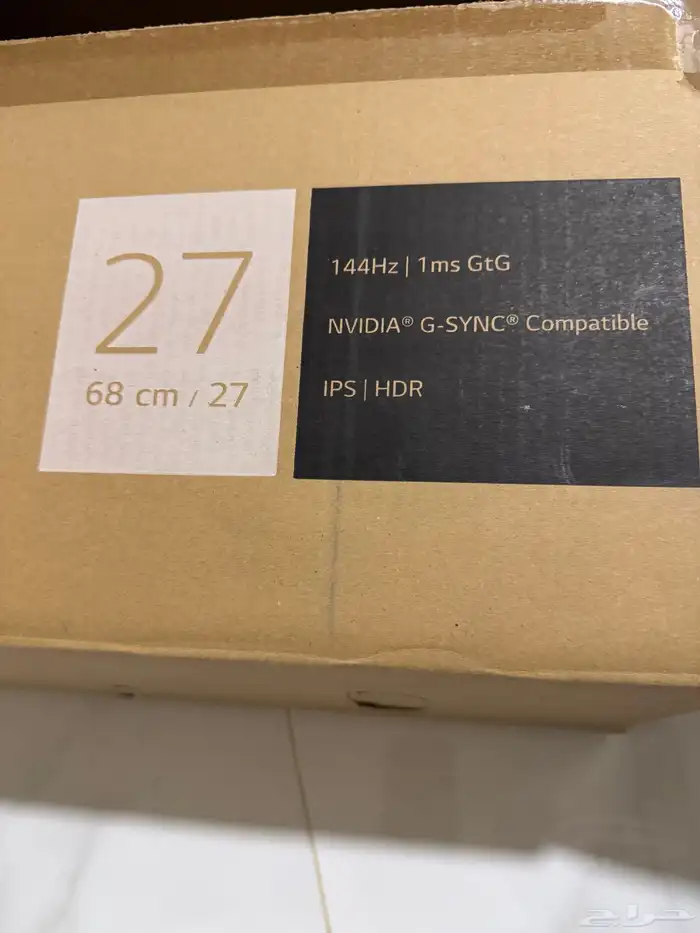 27
68 cm / 27
144Hz | 1ms GtG
NVIDIA® G-SYNC® Compatible
IPS | HDR
حراج